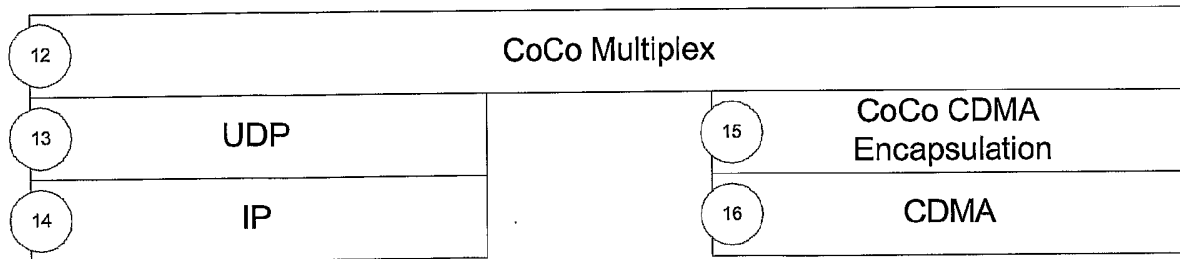 12 CoCo Multiplex
13 UDP
15 CoCo CDMA
Encapsulation
14 IP
16 CDMA